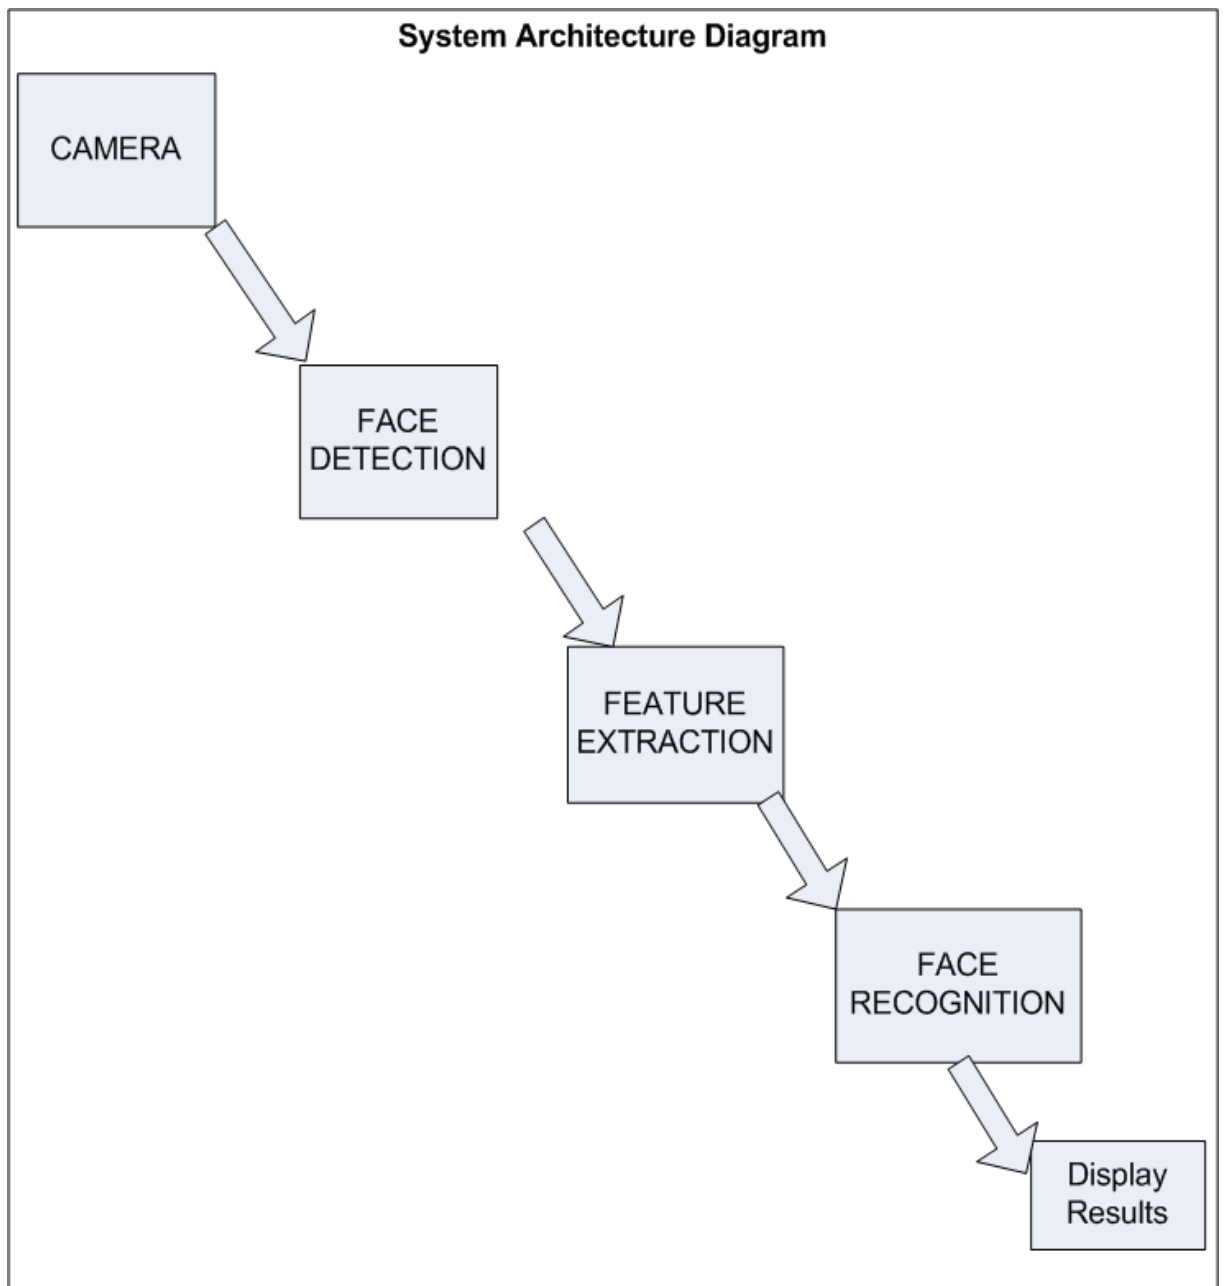 System Architecture Diagram
CAMERA
FACE
DETECTION
FEATURE
EXTRACTION
FACE
RECOGNITION
Display
Results